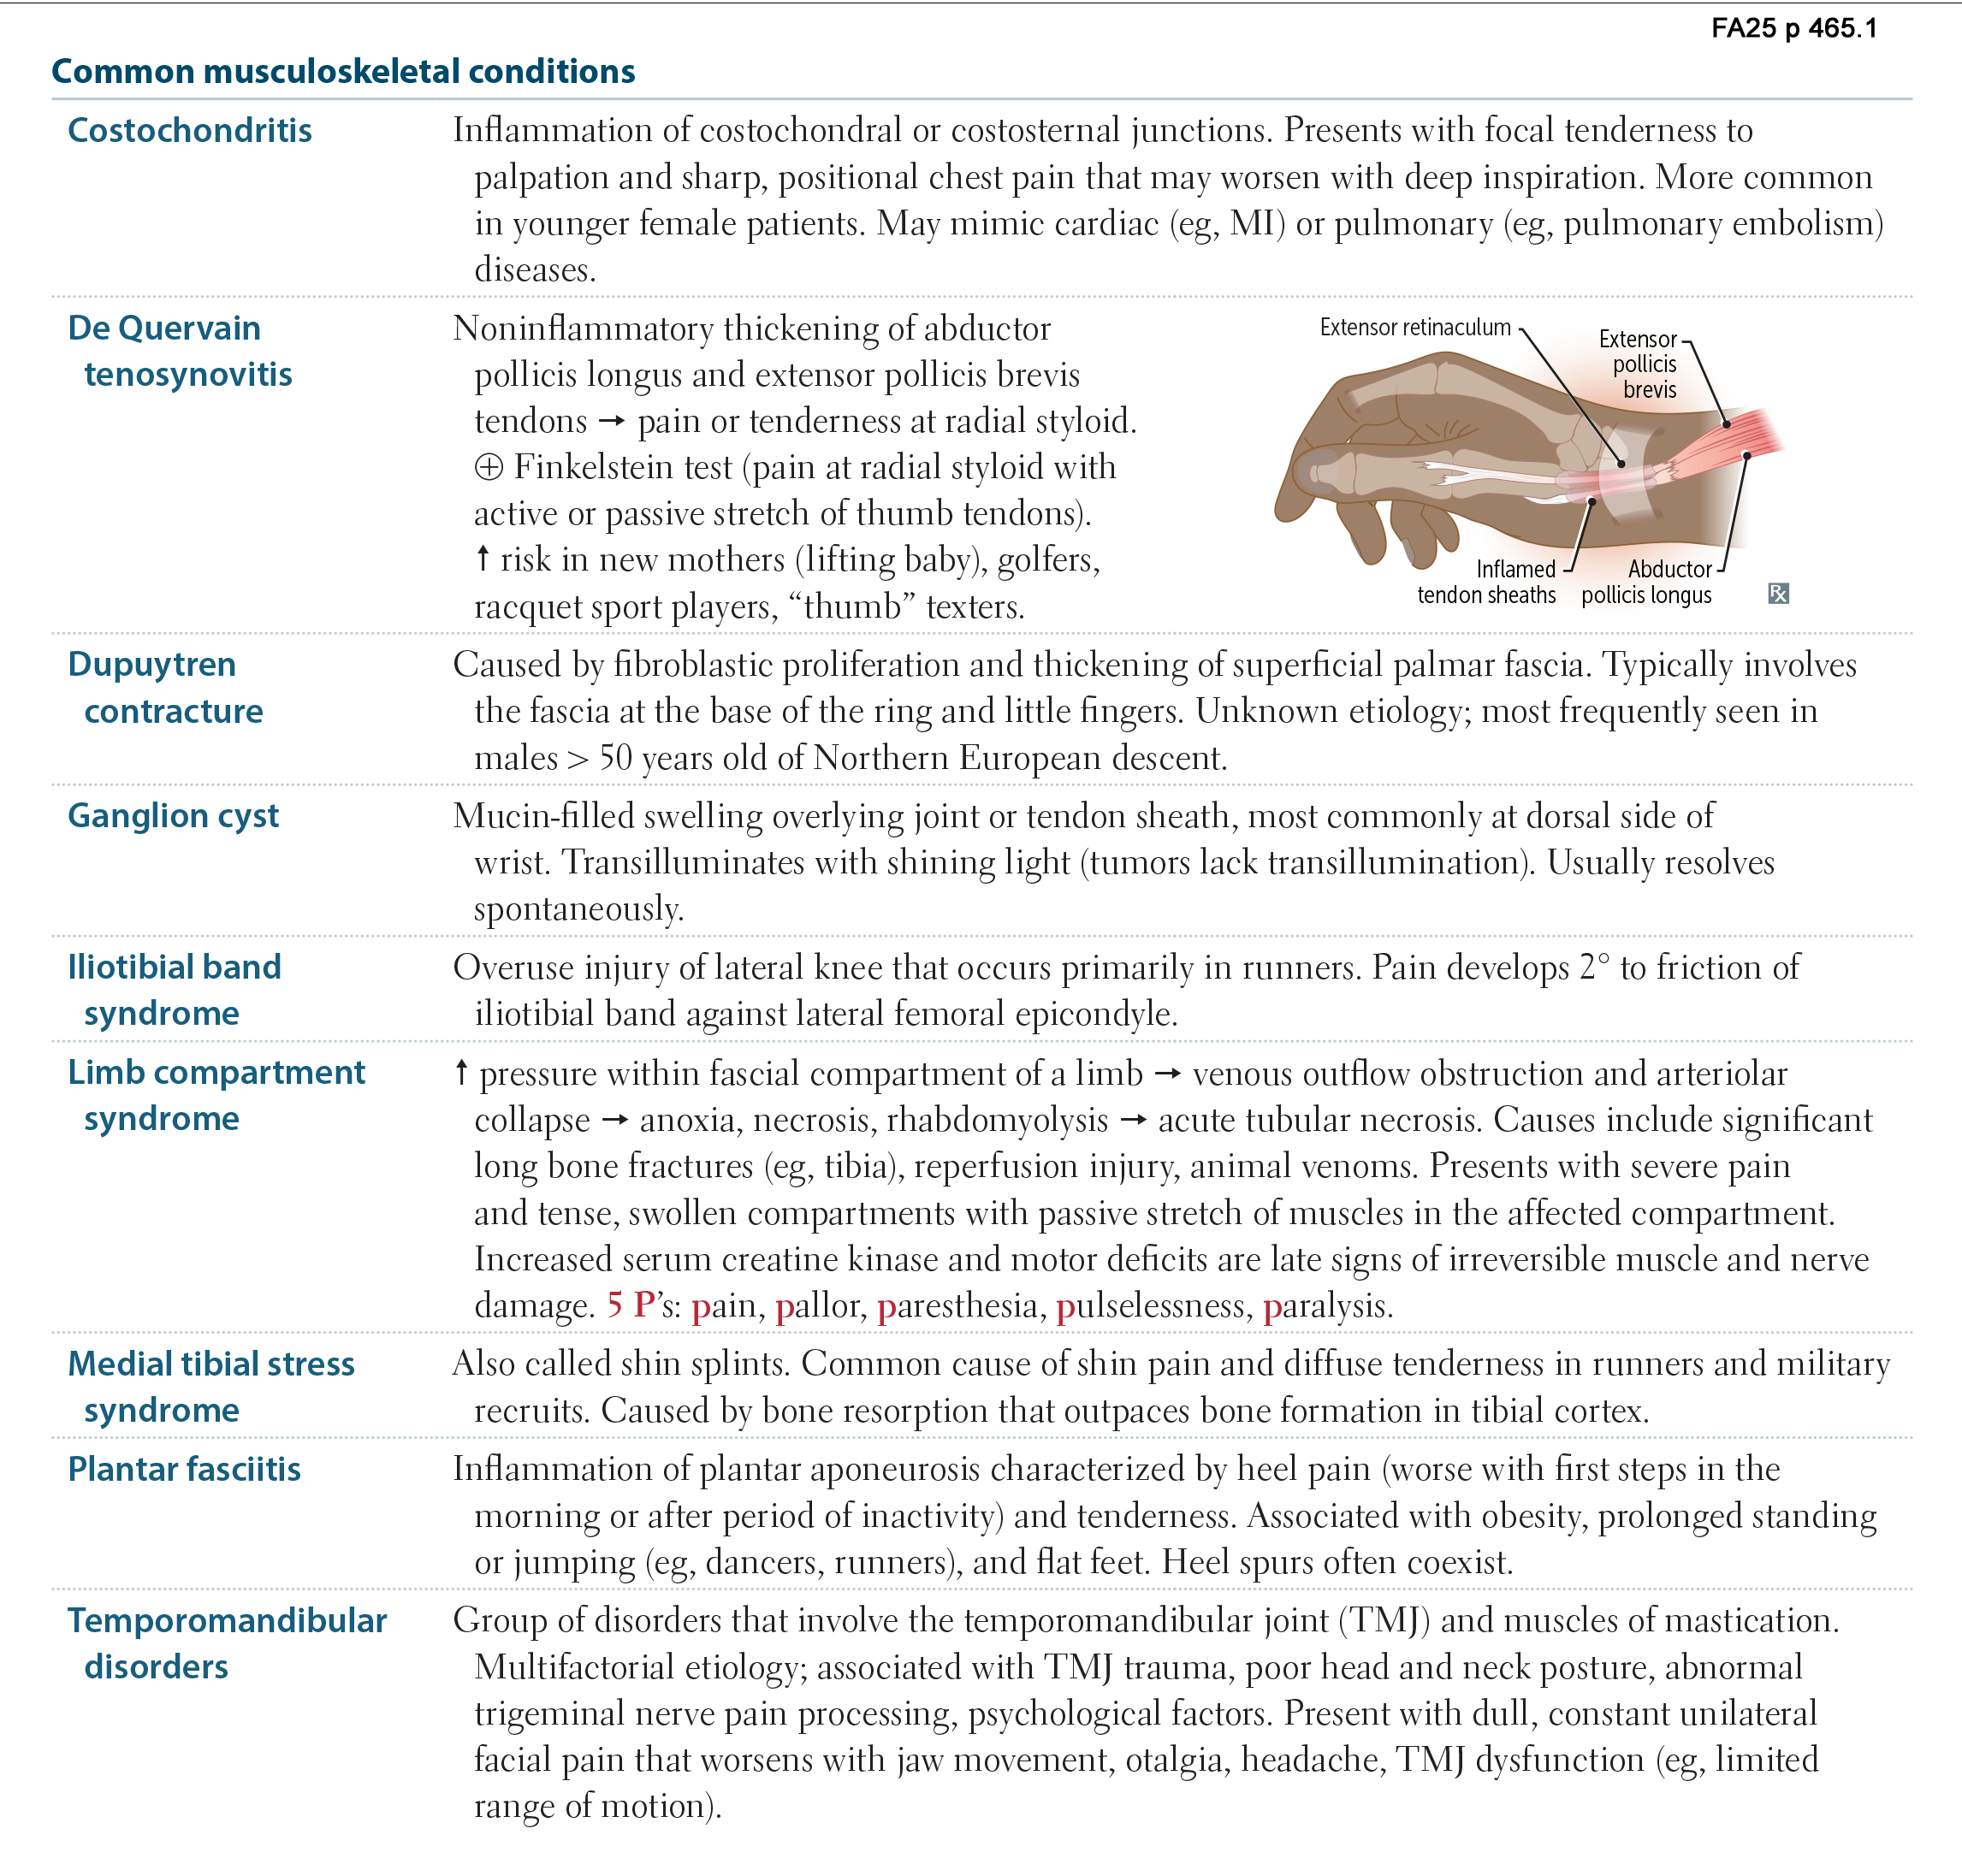 FA25 p 465.1
Common musculoskeletal conditions
Costochondritis
Inflammation of costochondral or costosternal junctions. Presents with focal tenderness to
palpation and sharp, positional chest pain that may worsen with deep inspiration. More common
in younger female patients. May mimic cardiac (eg, MI) or pulmonary (eg, pulmonary embolism)
diseases.
De Quervain
tenosynovitis
Noninflammatory thickening of abductor
pollicis longus and extensor pollicis brevis
tendons → pain or tenderness at radial styloid.
⊕ Finkelstein test (pain at radial styloid with
active or passive stretch of thumb tendons).
↑ risk in new mothers (lifting baby), golfers,
racquet sport players, “thumb” texters.
Extensor retinaculum
Extensor
pollicis
brevis
Inflamed
tendon sheaths
Abductor
pollicis longus
Rx
Dupuytren
contracture
Caused by fibroblastic proliferation and thickening of superficial palmar fascia. Typically involves
the fascia at the base of the ring and little fingers. Unknown etiology; most frequently seen in
males > 50 years old of Northern European descent.
Ganglion cyst
Mucin-filled swelling overlying joint or tendon sheath, most commonly at dorsal side of
wrist. Transilluminates with shining light (tumors lack transillumination). Usually resolves
spontaneously.
Iliotibial band
syndrome
Overuse injury of lateral knee that occurs primarily in runners. Pain develops 2° to friction of
iliotibial band against lateral femoral epicondyle.
Limb compartment
syndrome
↑ pressure within fascial compartment of a limb → venous outflow obstruction and arteriolar
collapse → anoxia, necrosis, rhabdomyolysis → acute tubular necrosis. Causes include significant
long bone fractures (eg, tibia), reperfusion injury, animal venoms. Presents with severe pain
and tense, swollen compartments with passive stretch of muscles in the affected compartment.
Increased serum creatine kinase and motor deficits are late signs of irreversible muscle and nerve
damage. 5 P’s: pain, pallor, paresthesia, pulselessness, paralysis.
Medial tibial stress
syndrome
Also called shin splints. Common cause of shin pain and diffuse tenderness in runners and military
recruits. Caused by bone resorption that outpaces bone formation in tibial cortex.
Plantar fasciitis
Inflammation of plantar aponeurosis characterized by heel pain (worse with first steps in the
morning or after period of inactivity) and tenderness. Associated with obesity, prolonged standing
or jumping (eg, dancers, runners), and flat feet. Heel spurs often coexist.
Temporomandibular
disorders
Group of disorders that involve the temporomandibular joint (TMJ) and muscles of mastication.
Multifactorial etiology; associated with TMJ trauma, poor head and neck posture, abnormal
trigeminal nerve pain processing, psychological factors. Present with dull, constant unilateral
facial pain that worsens with jaw movement, otalgia, headache, TMJ dysfunction (eg, limited
range of motion).